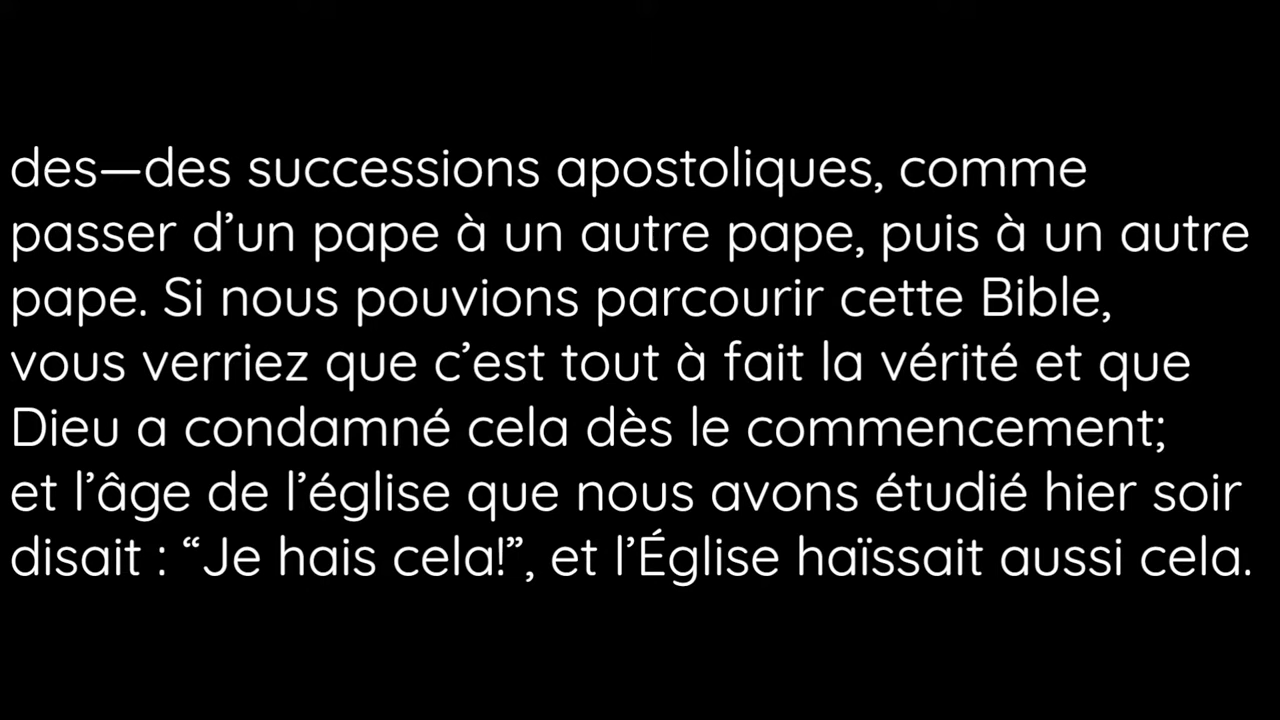 des—des successions apostoliques, comme
passer d’un pape à un autre pape, puis à un autre
pape. Si nous pouvions parcourir cette Bible,
vous verriez que c’est tout à fait la vérité et que
Dieu a condamné cela dès le commencement;
et l’âge de l’église que nous avons étudié hier soir
disait : “Je hais cela!”, et l’Église haïssait aussi cela.